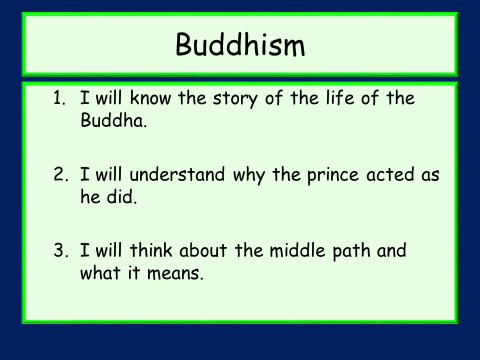 Buddhism
1. I will know the story of the life of the
Buddha.
2. I will understand why the prince acted as
he did.
3. I will think about the middle path and
what it means.